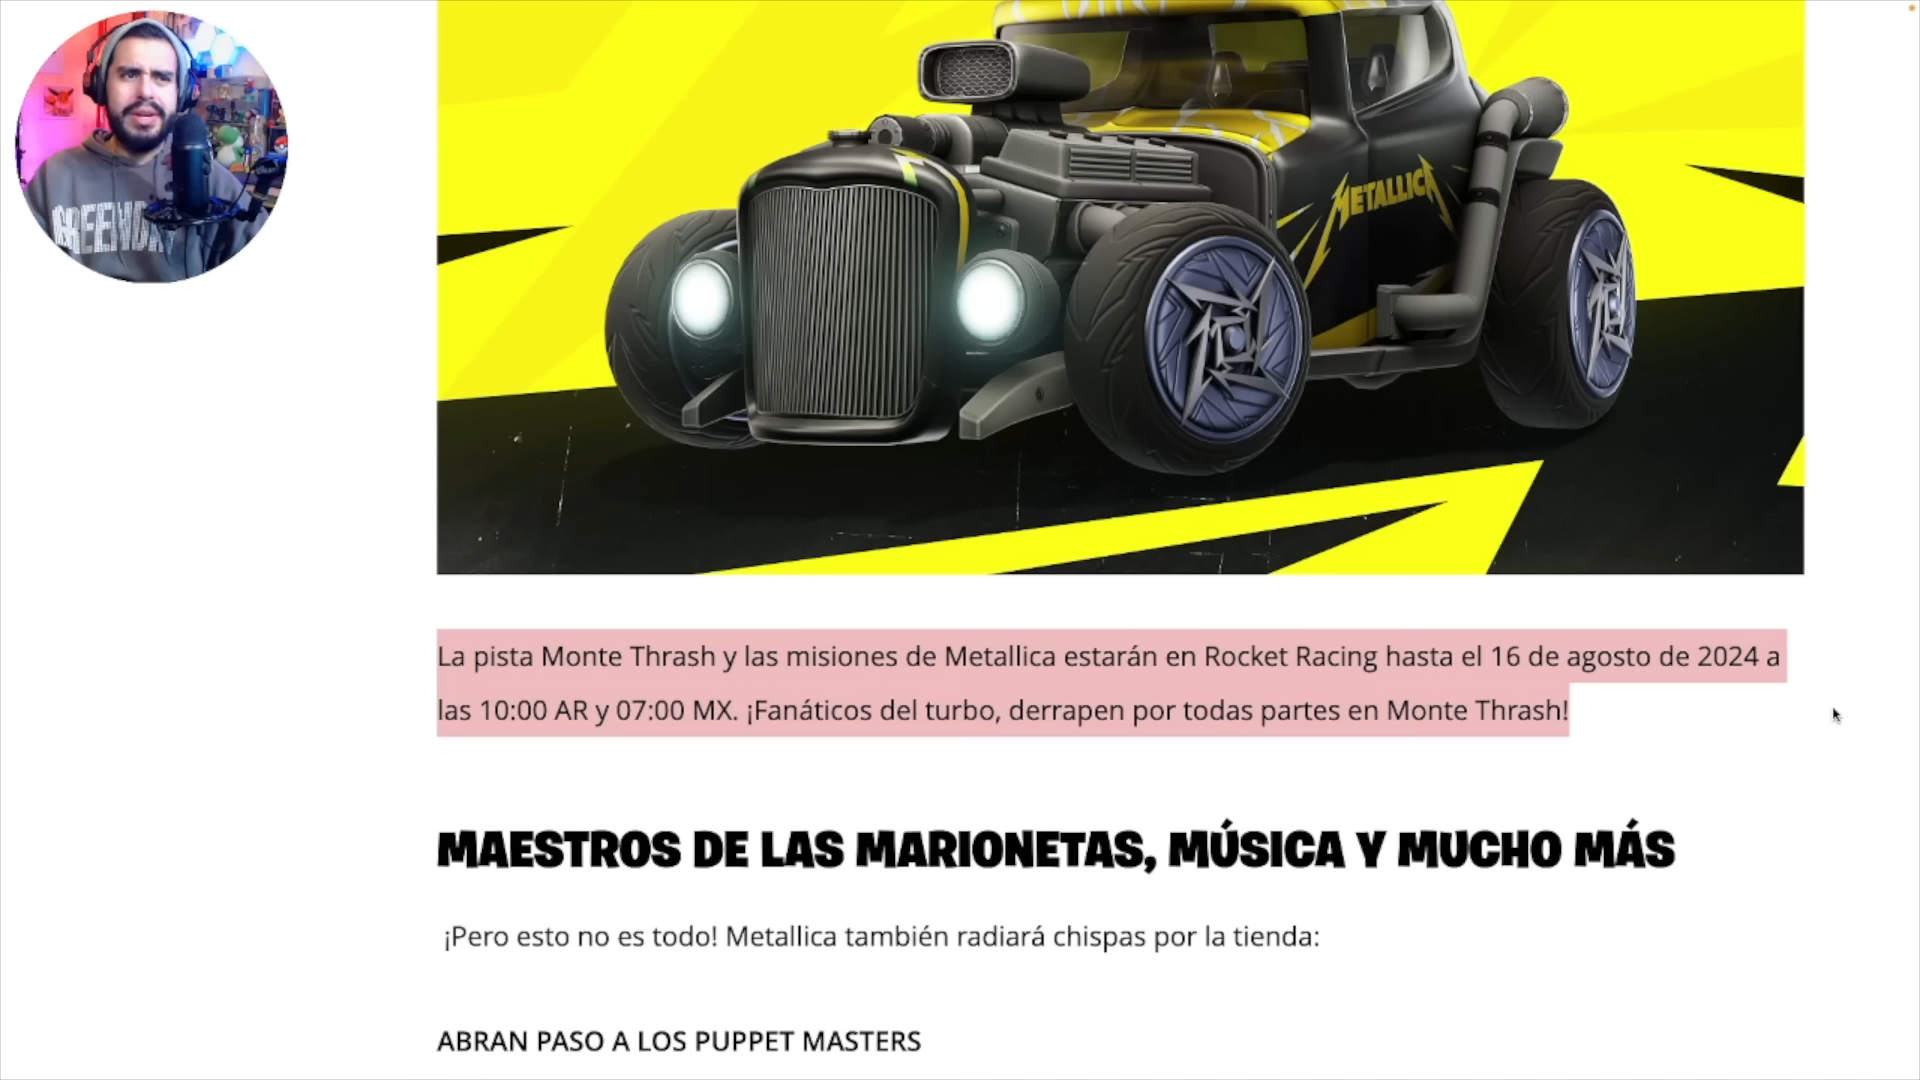 GREENDAY
METALLICA
La pista Monte Thrash y las misiones de Metallica estarán en Rocket Racing hasta el 16 de agosto de 2024 a
las 10:00 AR y 07:00 MX. ¡Fanáticos del turbo, derrapen por todas partes en Monte Thrash!
MAESTROS DE LAS MARIONETAS, MÚSICA Y MUCHO MÁS
¡Pero esto no es todo! Metallica también radiará chispas por la tienda:
ABRAN PASO A LOS PUPPET MASTERS